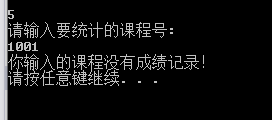 5
请输入要统计的课程号：
1001
你输入的课程没有成绩记录！
请按任意键继续. . .